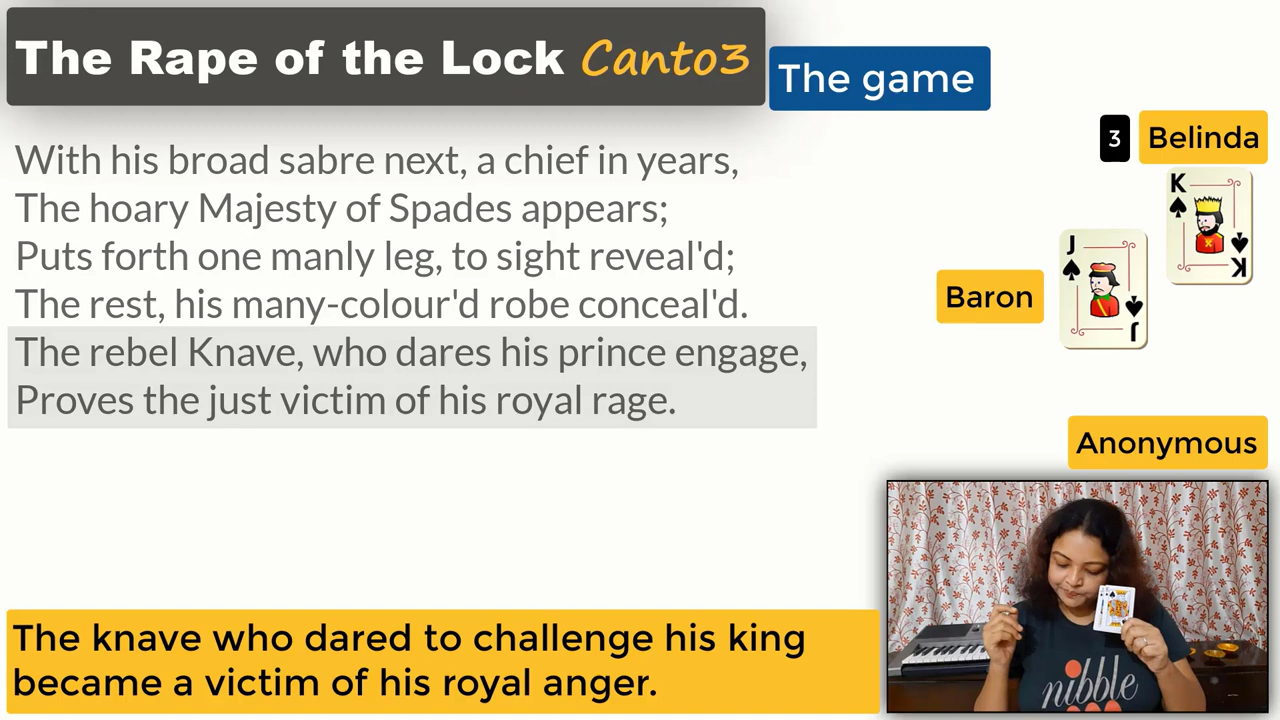 The Rape of the Lock Canto3
The game
With his broad sabre next, a chief in years,
The hoary Majesty of Spades appears;
Puts forth one manly leg, to sight reveal'd;
The rest, his many-colour'd robe conceal'd.
The rebel Knave, who dares his prince engage,
Proves the just victim of his royal rage.
3 Belinda
K
K
Baron
J
J
Anonymous
nibble
The knave who dared to challenge his king
became a victim of his royal anger.